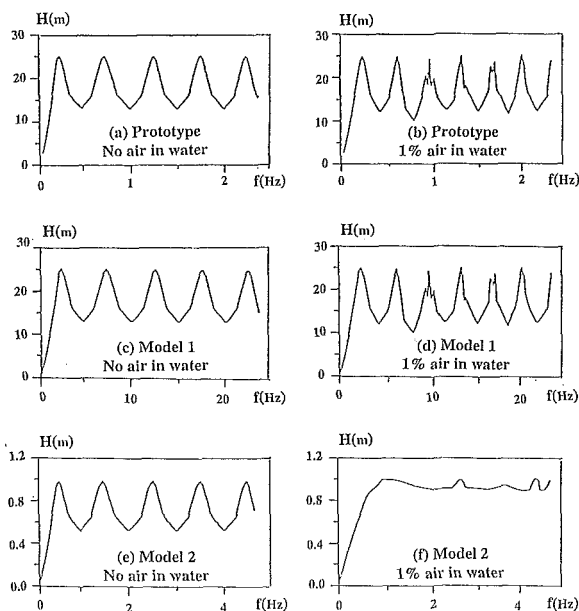 H(m)
30
20
10
0
(a) Prototype
No air in water
0
1
2
f(Hz)
H(m)
30
20
10
0
(b) Prototype
1% air in water
0
1
2
f(Hz)
H(m)
30
20
10
0
(c) Model 1
No air in water
0
10
20
f(Hz)
H(m)
30
20
10
0
(d) Model 1
1% air in water
0
10
20
f(Hz)
H(m)
1.2
0.8
0.4
0.0
(e) Model 2
No air in water
0
2
4
f(Hz)
H(m)
1.2
0.8
0.4
0.0
(f) Model 2
1% air in water
0
2
4
f(Hz)